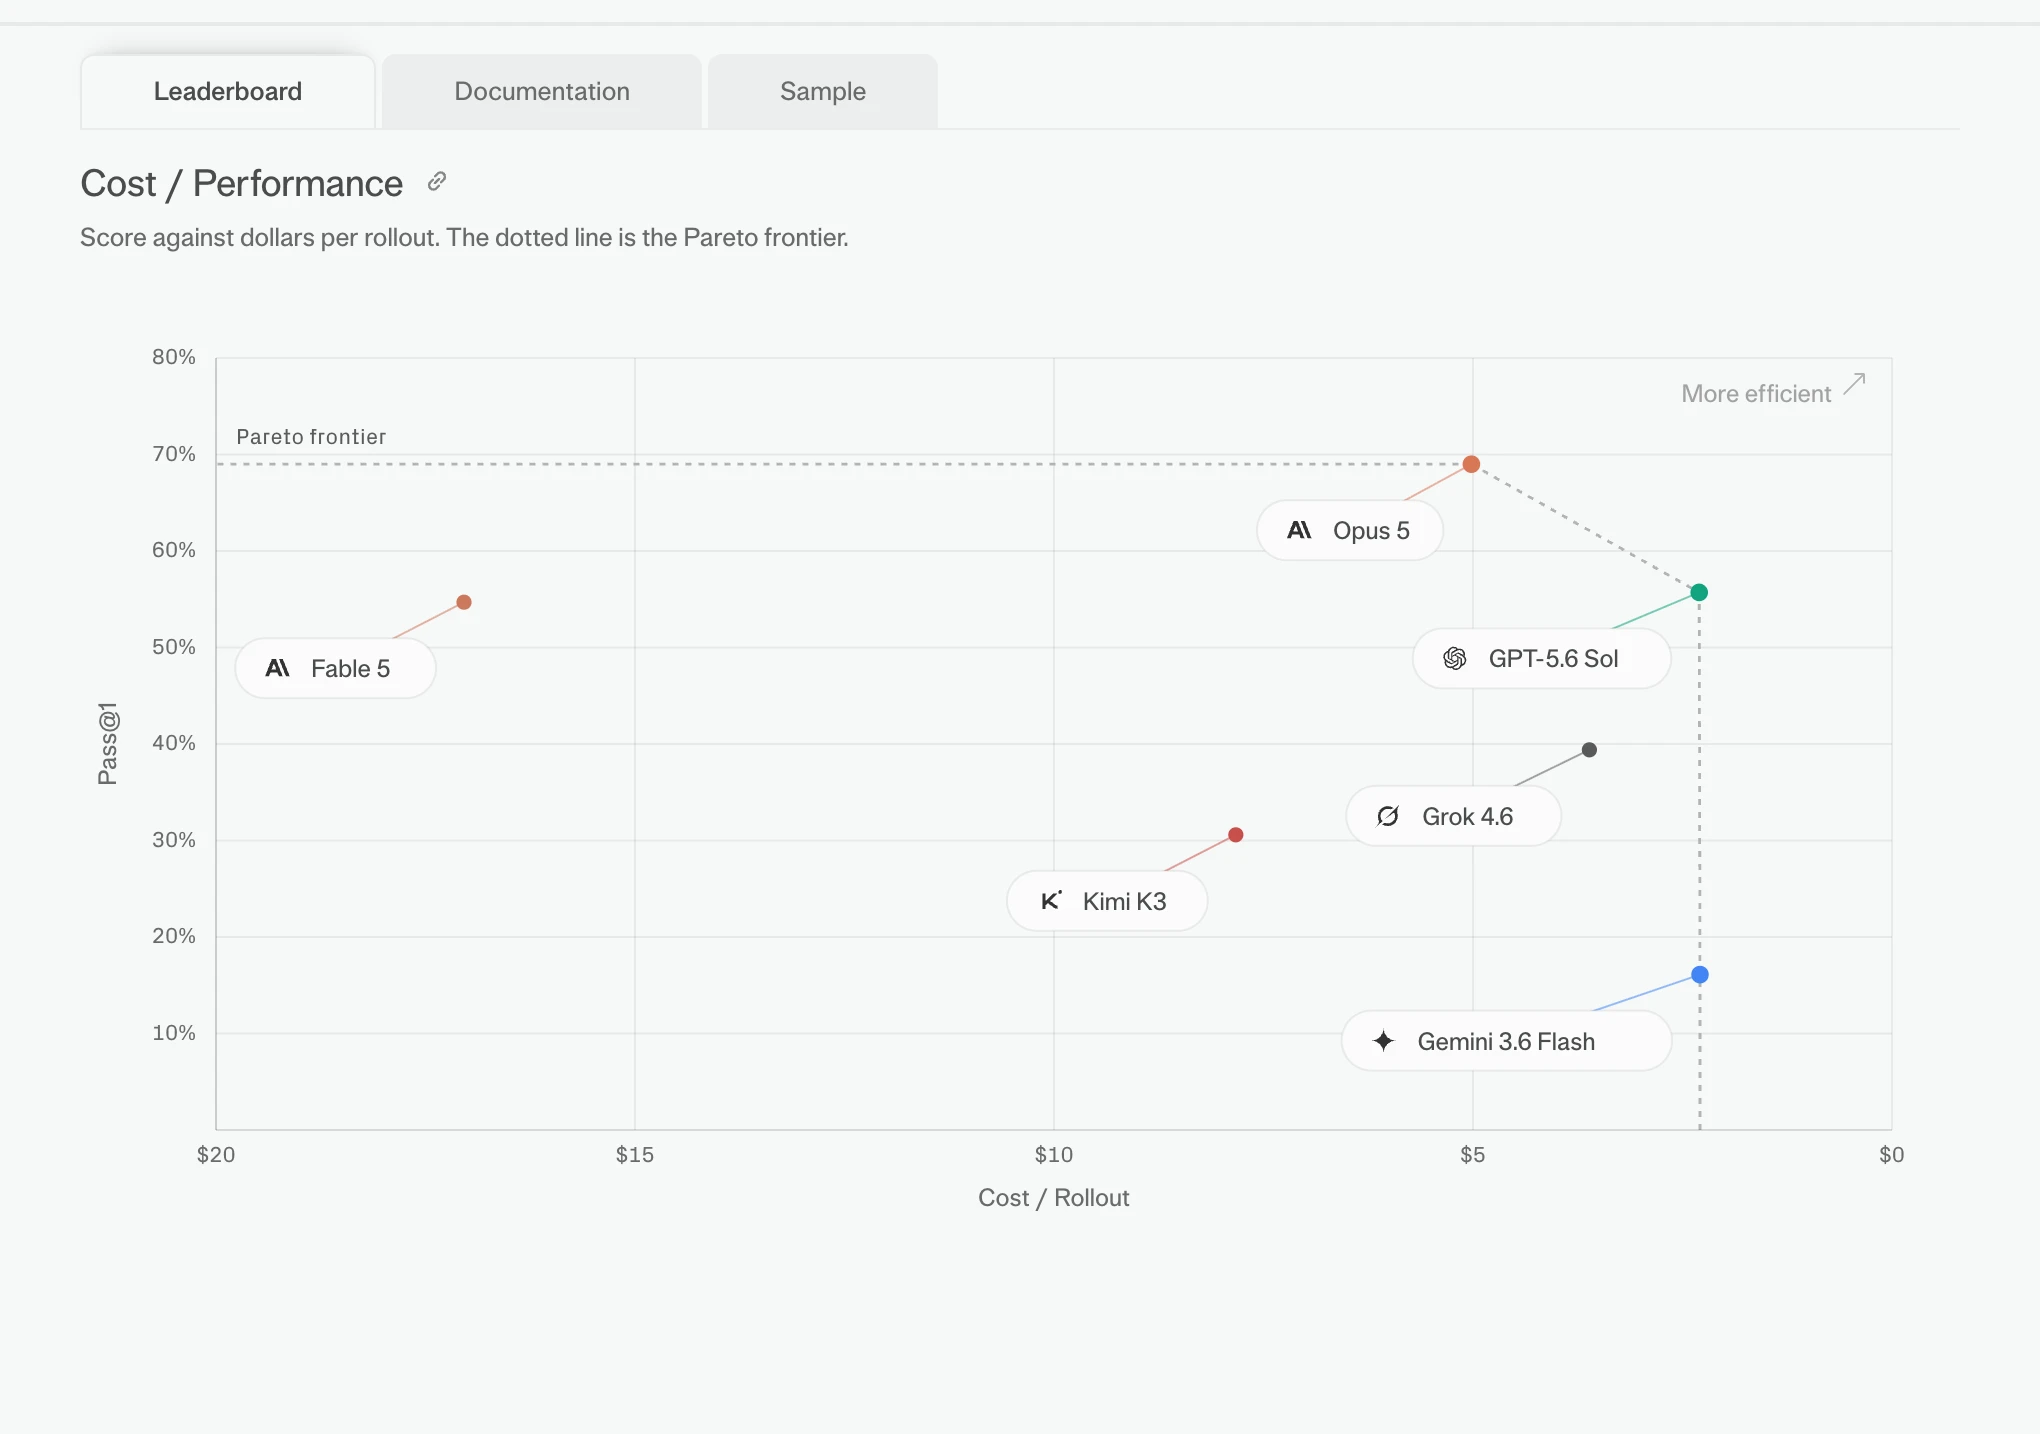 Leaderboard
Documentation
Sample
Cost / Performance
Score against dollars per rollout. The dotted line is the Pareto frontier.
80%
More efficient
Pareto frontier
70%
Opus 5
60%
Fable 5
50%
GPT-5.6 Sol
Pass@1
40%
Grok 4.6
30%
Kimi K3
20%
Gemini 3.6 Flash
10%
$20
$15
$10
$5
$0
Cost / Rollout